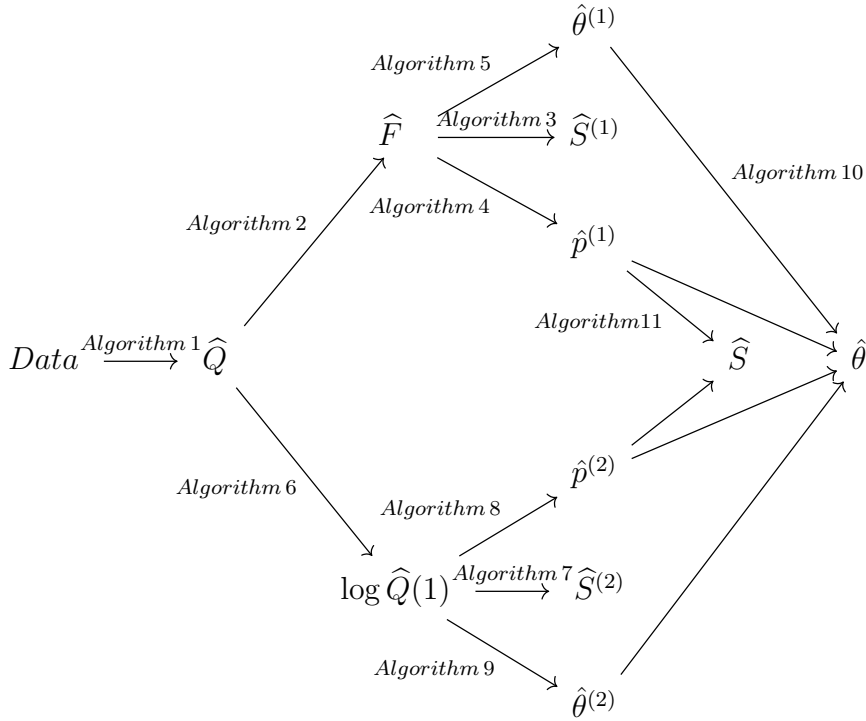 θ̂⁽¹⁾
Algorithm 5
F̂
Algorithm 3
Ŝ⁽¹⁾
Algorithm 10
Algorithm 4
Algorithm 2
p̂⁽¹⁾
Algorithm11
Data
Algorithm 1
Q̂
Ŝ
θ̂
p̂⁽²⁾
Algorithm 6
Algorithm 8
log Q̂(1)
Algorithm 7
Ŝ⁽²⁾
Algorithm 9
θ̂⁽²⁾